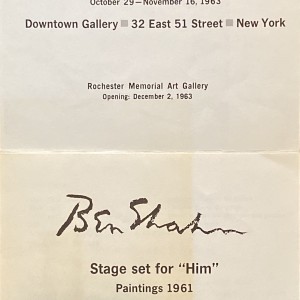 October 29—November 16, 1963
Downtown Gallery ■ 32 East 51 Street ■ New York
Rochester Memorial Art Gallery
Opening: December 2, 1963
Ben Shahn
Stage set for “Him”
Paintings 1961